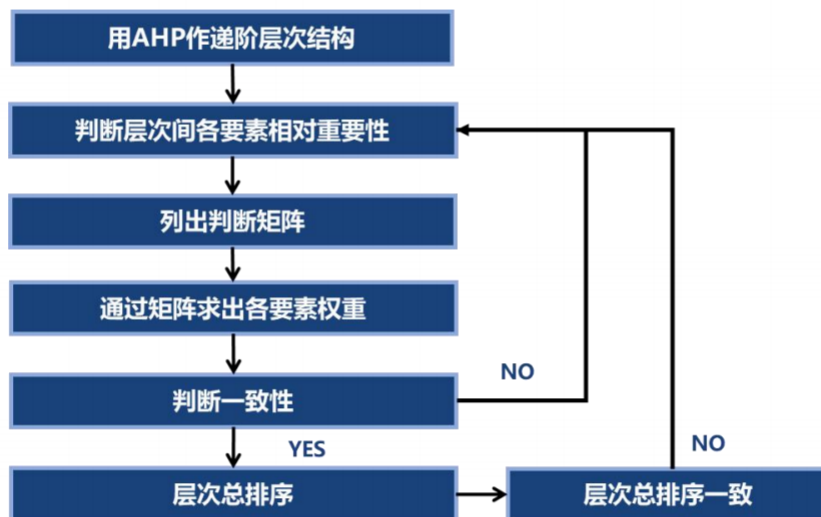 用AHP作递阶层次结构
判断层次间各要素相对重要性
列出判断矩阵
通过矩阵求出各要素权重
NO
判断一致性
YES
NO
层次总排序
层次总排序一致